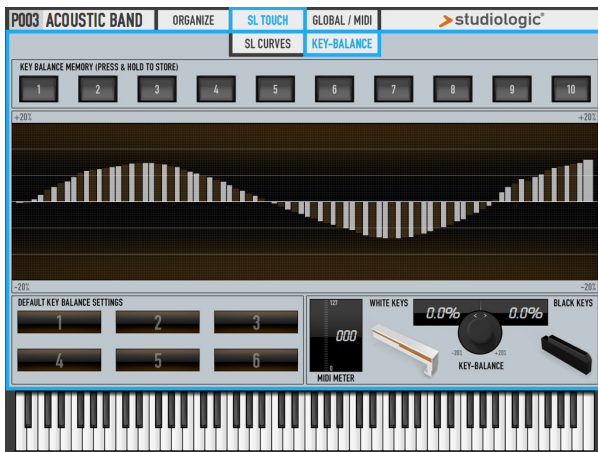 P003 ACOUSTIC BAND ORGANIZE SL TOUCH GLOBAL / MIDI studiologic®
SL CURVES KEY-BALANCE
KEY BALANCE MEMORY (PRESS & HOLD TO STORE)
1 2 3 4 5 6 7 8 9 10
+20% +20%
-20% -20%
DEFAULT KEY BALANCE SETTINGS
1 2 3
4 5 6
127
000
0
MIDI METER
WHITE KEYS 0.0% 0.0% BLACK KEYS
-20% +20%
KEY-BALANCE